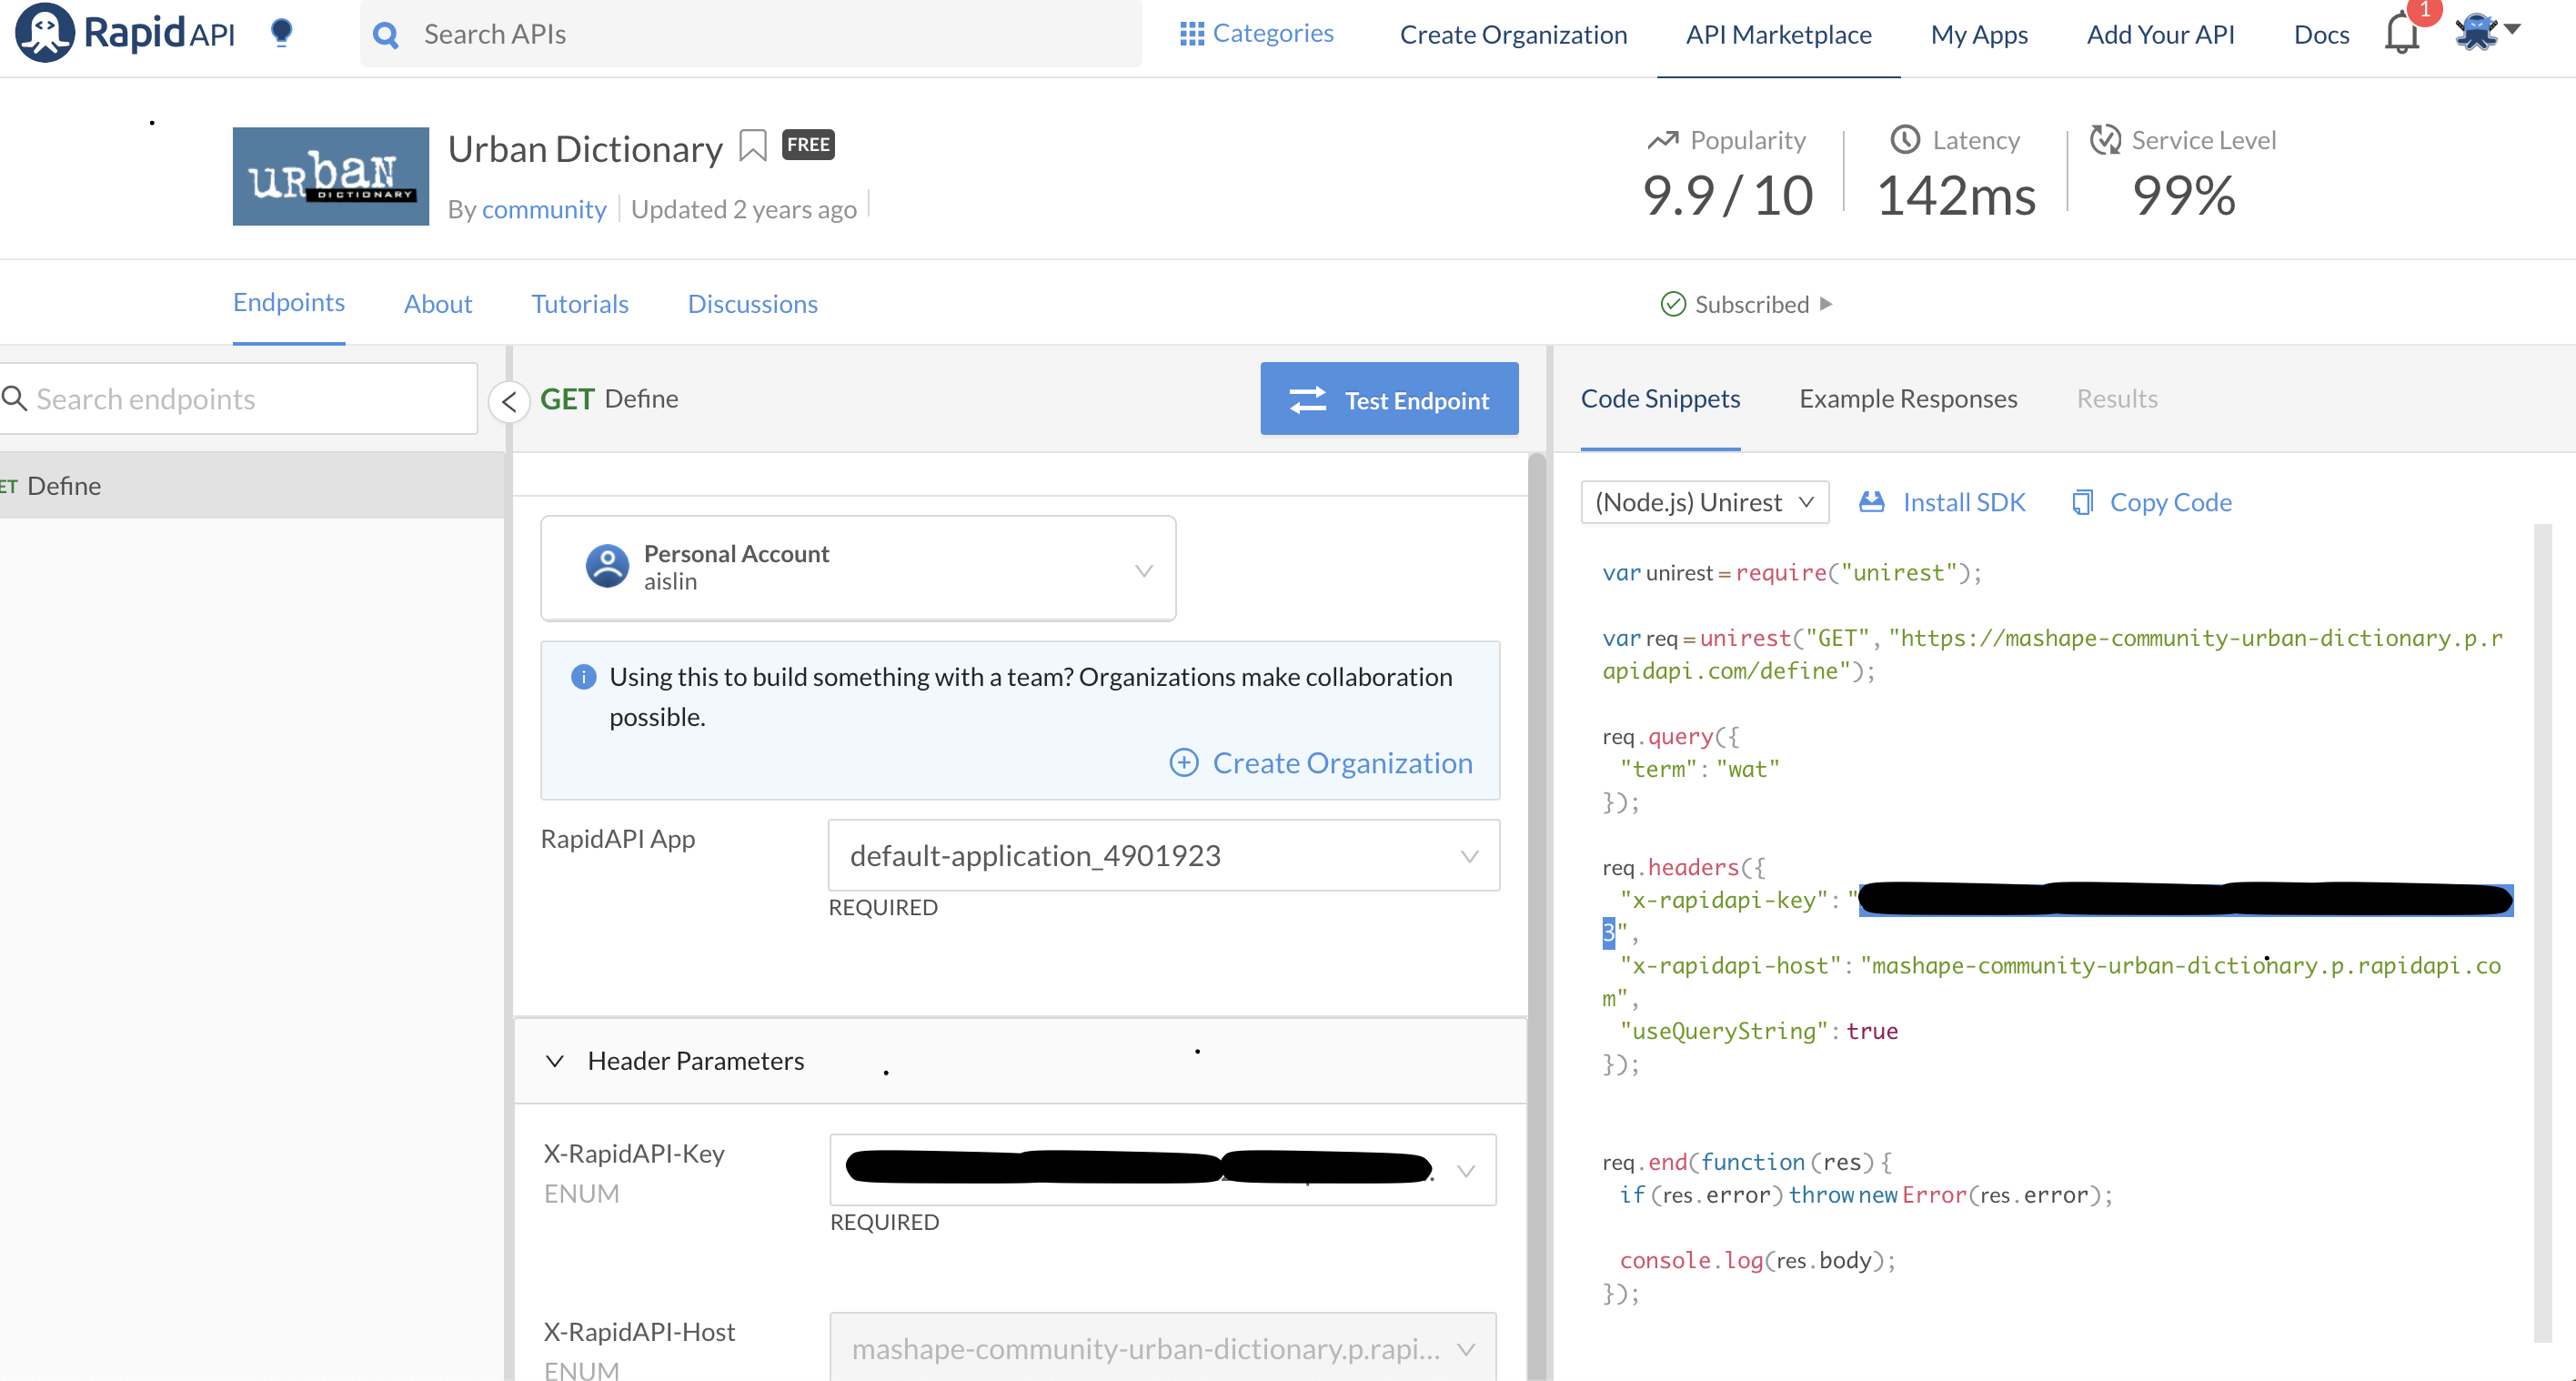 RapidAPI
Search APIs
Categories
Create Organization
API Marketplace
My Apps
Add Your API
Docs
1
urban
DICTIONARY
Urban Dictionary
FREE
By community
Updated 2 years ago
Popularity
9.9 / 10
Latency
142ms
Service Level
99%
Endpoints
About
Tutorials
Discussions
Subscribed
Search endpoints
ET Define
GET Define
Test Endpoint
Personal Account
aislin
Using this to build something with a team? Organizations make collaboration
possible.
Create Organization
RapidAPI App
default-application_4901923
REQUIRED
Header Parameters
X-RapidAPI-Key
ENUM
REQUIRED
X-RapidAPI-Host
ENUM
mashape-community-urban-dictionary.p.rapi...
Code Snippets
Example Responses
Results
(Node.js) Unirest
Install SDK
Copy Code
var unirest = require("unirest");
var req = unirest("GET", "https://mashape-community-urban-dictionary.p.r
apidapi.com/define");
req.query({
"term": "wat"
});
req.headers({
"x-rapidapi-key": "
3",
"x-rapidapi-host": "mashape-community-urban-dictionary.p.rapidapi.co
m",
"useQueryString": true
});
req.end(function (res) {
if (res.error) throw new Error(res.error);
console.log(res.body);
});